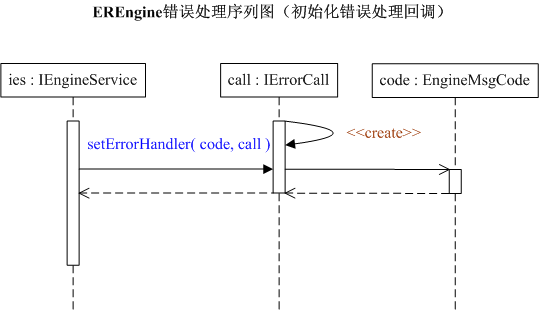 EREngine错误处理序列图（初始化错误处理回调）
ies : IEngineService
call : IErrorCall
code : EngineMsgCode
<<create>>
setErrorHandler( code, call )